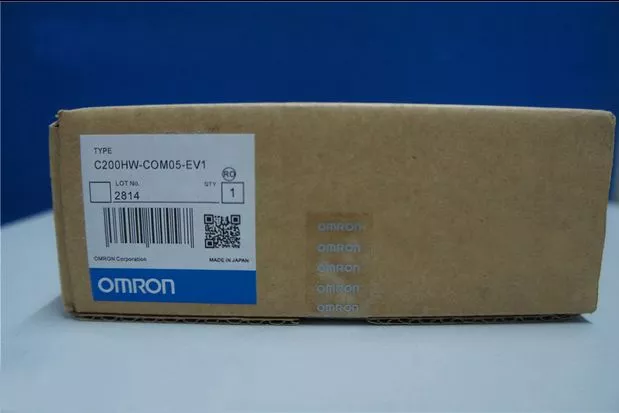 TYPE
C200HW-COM05-EV1
RO
LOT No.
QTY
2814
1
OMRON Corporation
MADE IN JAPAN
OMRON
OMRON
OMRON
OMRON
OMRON
OMRON